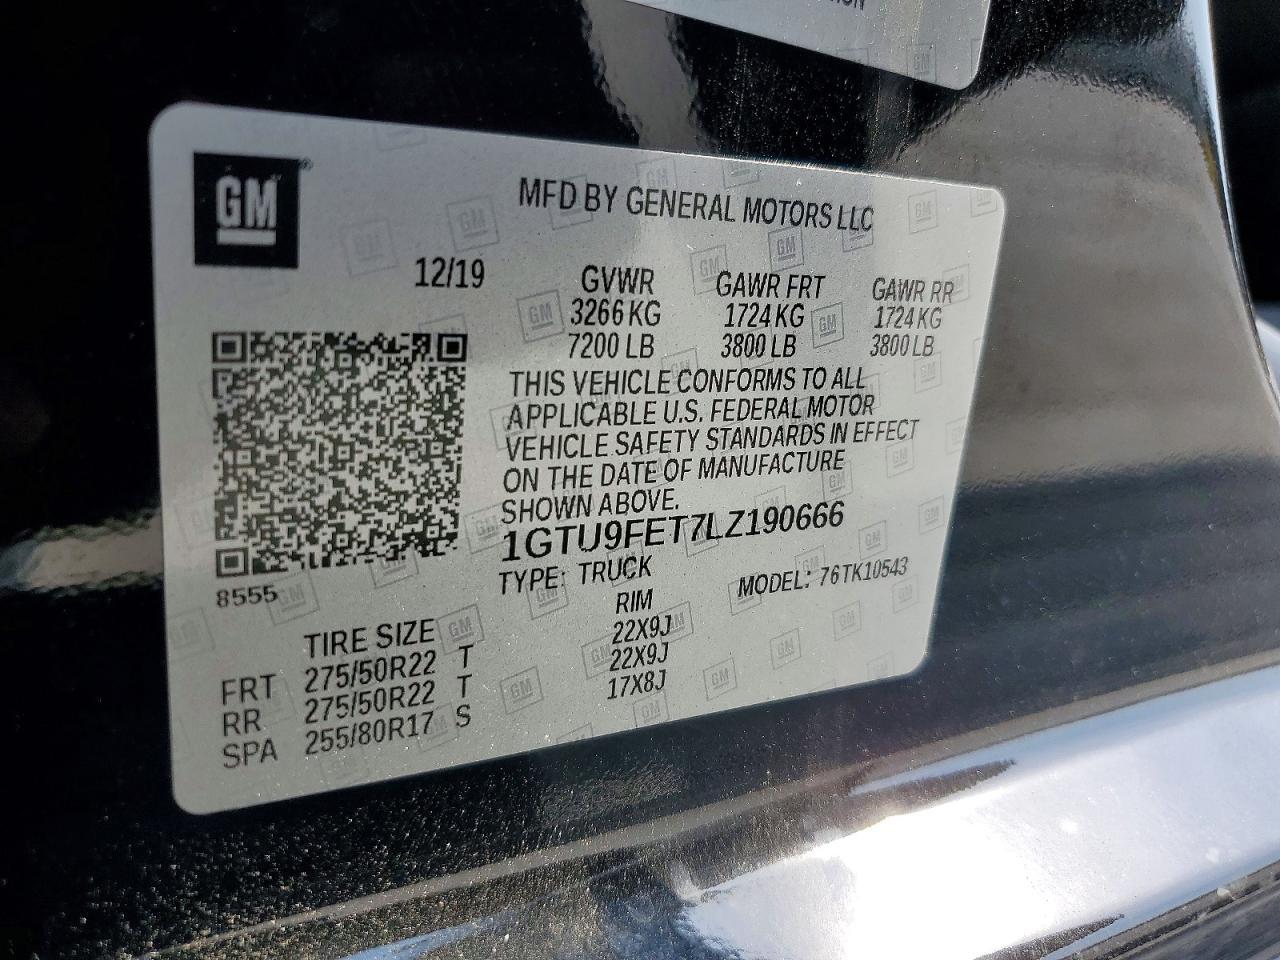 GM
MFD BY GENERAL MOTORS LLC
12/19 GVWR GAWR FRT GAWR RR
3266 KG 1724 KG 1724 KG
7200 LB 3800 LB 3800 LB
THIS VEHICLE CONFORMS TO ALL
APPLICABLE U.S. FEDERAL MOTOR
VEHICLE SAFETY STANDARDS IN EFFECT
ON THE DATE OF MANUFACTURE
SHOWN ABOVE.
1GTU9FET7LZ190666
TYPE: TRUCK MODEL: 76TK10543
8555
TIRE SIZE RIM
FRT 275/50R22 T 22X9J
RR 275/50R22 T 22X9J
SPA 255/80R17 S 17X8J